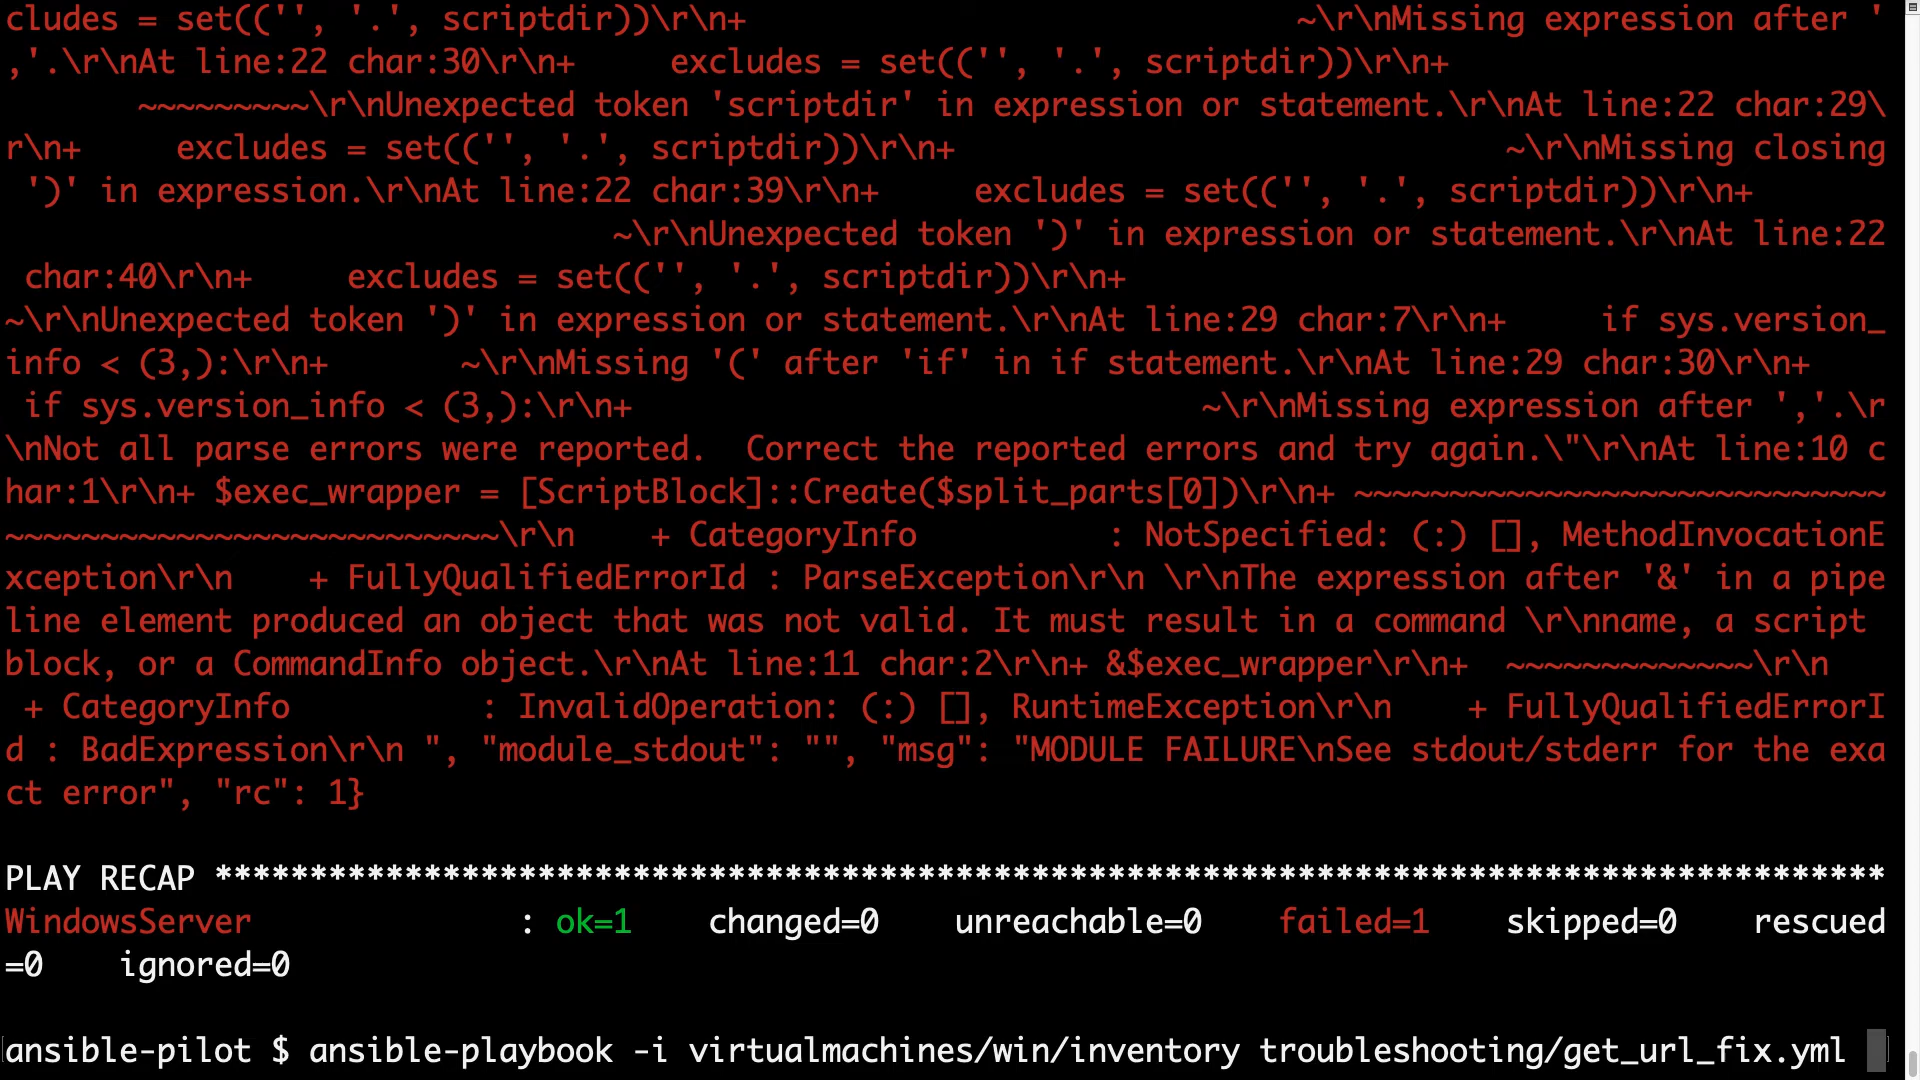 cludes = set(('', '.', scriptdir))\r\n+                             ~\r\nMissing expression after '
,'.\r\nAt line:22 char:30\r\n+     excludes = set(('', '.', scriptdir))\r\n+
       ~~~~~~~~~\r\nUnexpected token 'scriptdir' in expression or statement.\r\nAt line:22 char:29\
r\n+     excludes = set(('', '.', scriptdir))\r\n+                             ~\r\nMissing closing
 ')' in expression.\r\nAt line:22 char:39\r\n+     excludes = set(('', '.', scriptdir))\r\n+
                                ~\r\nUnexpected token ')' in expression or statement.\r\nAt line:22
 char:40\r\n+     excludes = set(('', '.', scriptdir))\r\n+
~\r\nUnexpected token ')' in expression or statement.\r\nAt line:29 char:7\r\n+     if sys.version_
info < (3,):\r\n+       ~\r\nMissing '(' after 'if' in if statement.\r\nAt line:29 char:30\r\n+
 if sys.version_info < (3,):\r\n+                              ~\r\nMissing expression after ','.\r
\nNot all parse errors were reported.  Correct the reported errors and try again.\"\r\nAt line:10 c
har:1\r\n+ $exec_wrapper = [ScriptBlock]::Create($split_parts[0])\r\n+ ~~~~~~~~~~~~~~~~~~~~~~~~~~~~
~~~~~~~~~~~~~~~~~~~~~~~~~~\r\n    + CategoryInfo          : NotSpecified: (:) [], MethodInvocationE
xception\r\n    + FullyQualifiedErrorId : ParseException\r\n \r\nThe expression after '&' in a pipe
line element produced an object that was not valid. It must result in a command \r\nname, a script 
block, or a CommandInfo object.\r\nAt line:11 char:2\r\n+ &$exec_wrapper\r\n+  ~~~~~~~~~~~~~\r\n
 + CategoryInfo          : InvalidOperation: (:) [], RuntimeException\r\n    + FullyQualifiedErrorI
d : BadExpression\r\n ", "module_stdout": "", "msg": "MODULE FAILURE\nSee stdout/stderr for the exa
ct error", "rc": 1}
PLAY RECAP ****************************************************************************************
WindowsServer              : ok=1    changed=0    unreachable=0    failed=1    skipped=0    rescued
=0    ignored=0
ansible-pilot $ ansible-playbook -i virtualmachines/win/inventory troubleshooting/get_url_fix.yml